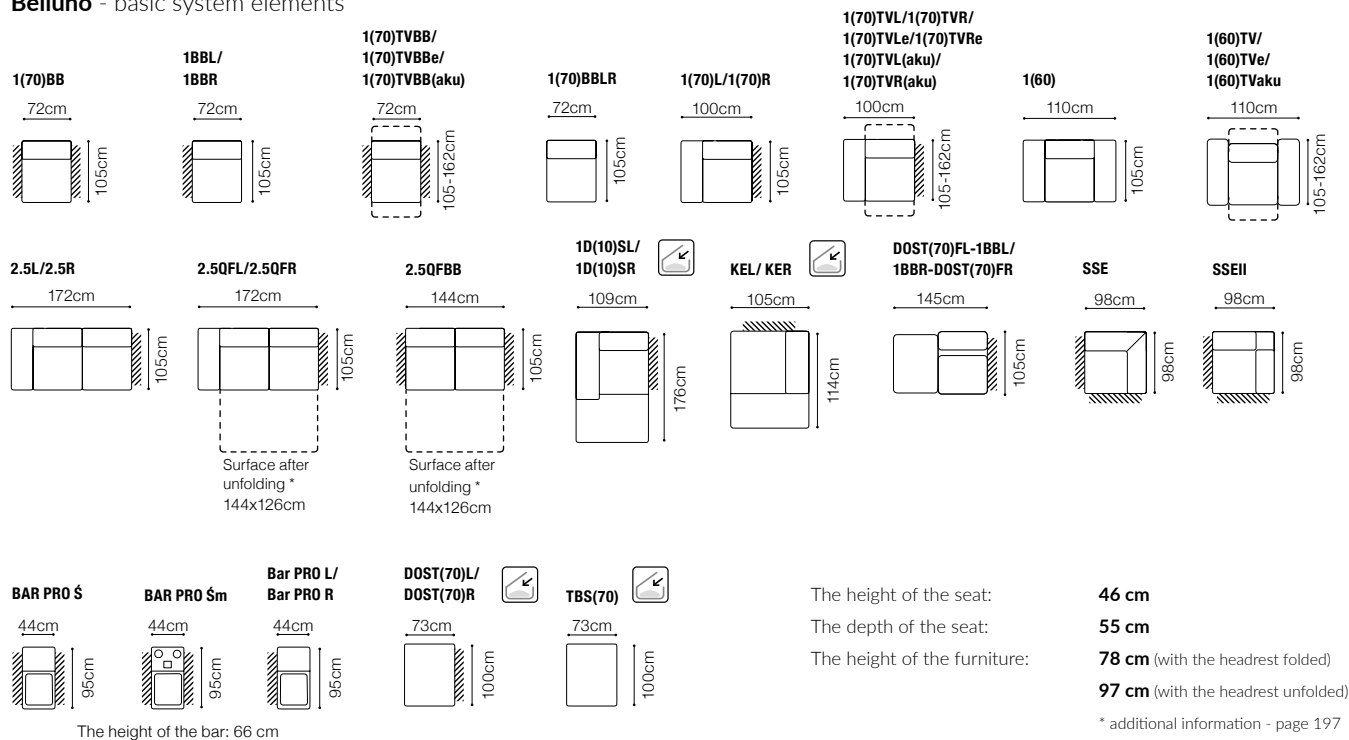 Belluno - basic system elements
1(70)BB
72cm
105cm
1BBL/
1BBR
72cm
105cm
1(70)TVBB/
1(70)TVBBe/
1(70)TVBB(aku)
72cm
105-162cm
1(70)BBLR
72cm
105cm
1(70)L/1(70)R
100cm
105cm
1(70)TVL/1(70)TVR/
1(70)TVLe/1(70)TVRe
1(70)TVL(aku)/
1(70)TVR(aku)
100cm
105-162cm
1(60)
110cm
105cm
1(60)TV/
1(60)TVe/
1(60)TVaku
110cm
105-162cm
2.5L/2.5R
172cm
105cm
2.5QFL/2.5QFR
172cm
105cm
Surface after
unfolding *
144x126cm
2.5QFBB
144cm
105cm
Surface after
unfolding *
144x126cm
1D(10)SL/
1D(10)SR
109cm
176cm
KEL/ KER
105cm
114cm
DOST(70)FL-1BBL/
1BBR-DOST(70)FR
145cm
105cm
SSE
98cm
98cm
SSEII
98cm
98cm
BAR PRO Ś
44cm
95cm
BAR PRO Śm
44cm
95cm
Bar PRO L/
Bar PRO R
44cm
95cm
The height of the bar: 66 cm
DOST(70)L/
DOST(70)R
73cm
100cm
TBS(70)
73cm
100cm
The height of the seat: 46 cm
The depth of the seat: 55 cm
The height of the furniture: 78 cm (with the headrest folded)
97 cm (with the headrest unfolded)
* additional information - page 197